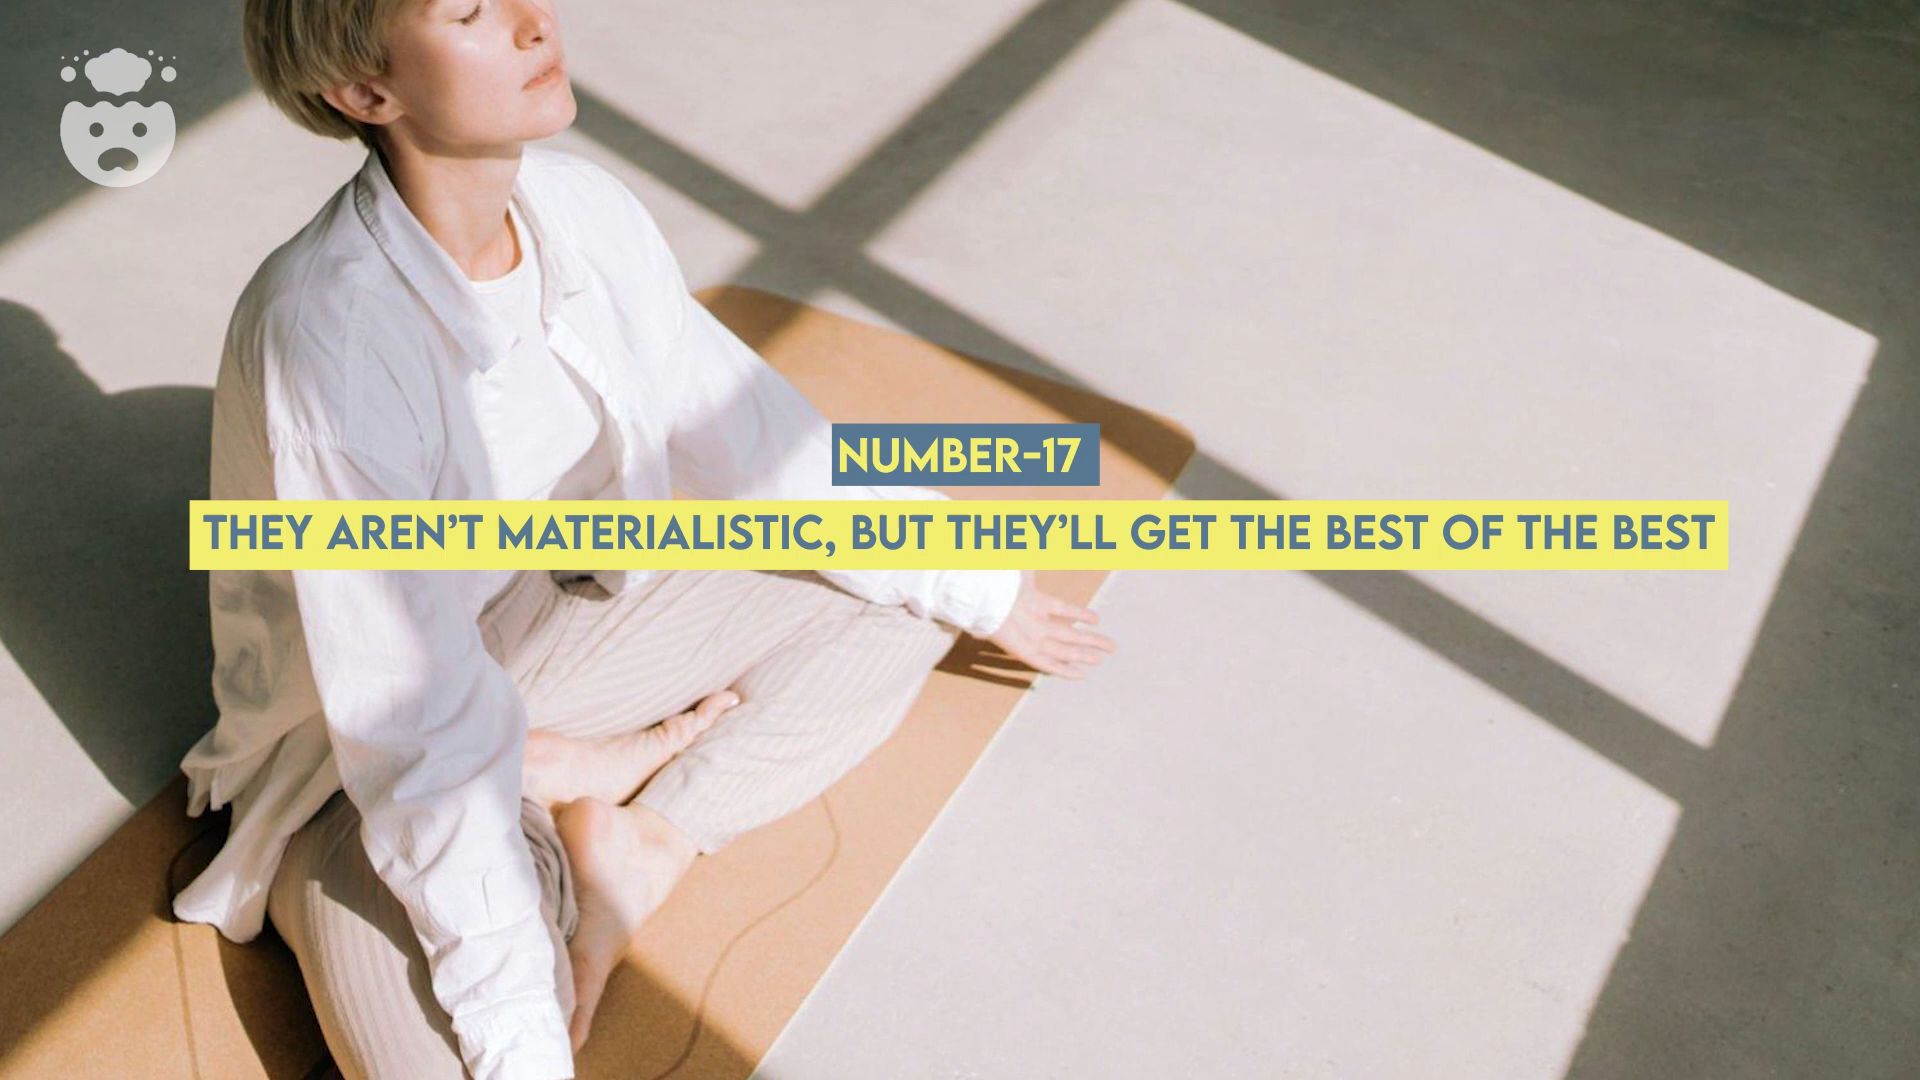 NUMBER-17
THEY AREN’T MATERIALISTIC, BUT THEY’LL GET THE BEST OF THE BEST